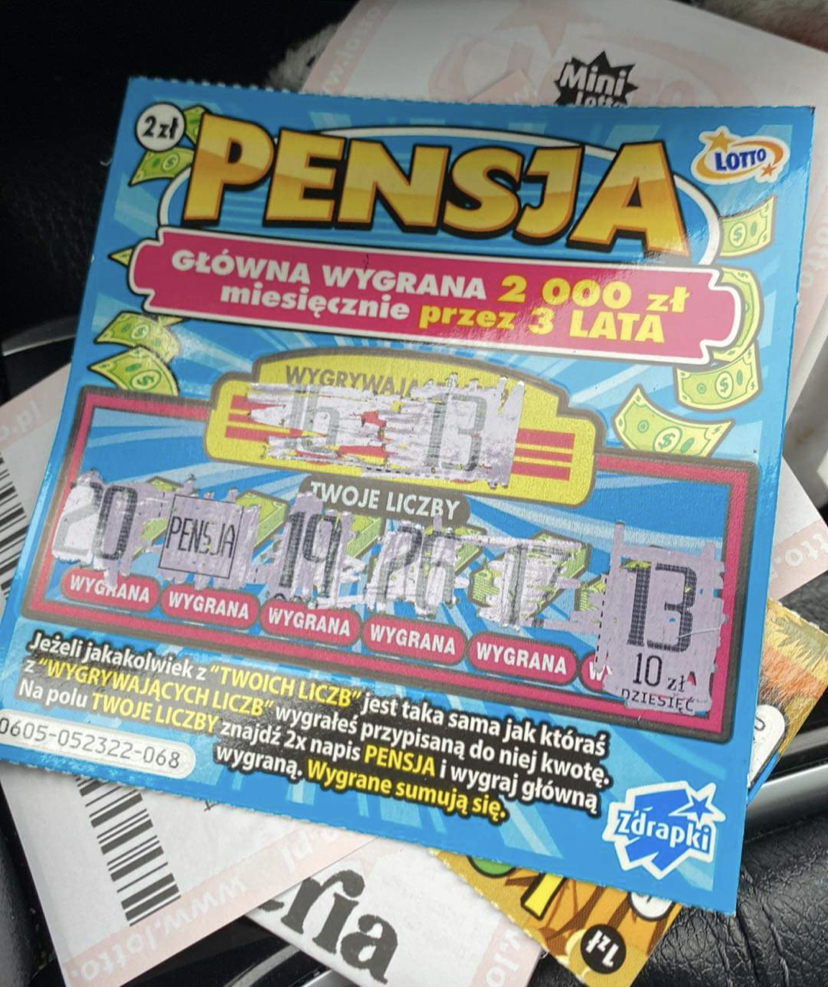 Mini
Lotto
2zł
PENSJA
LOTTO
GŁÓWNA WYGRANA 2 000 zł
miesięcznie przez 3 LATA
13
TWOJE LICZBY
20 PENSJA 19 17 13
WYGRANA WYGRANA WYGRANA WYGRANA WYGRANA
10 zł
DZIESIĘĆ
Jeżeli jakakolwiek z "TWOICH LICZB" jest taka sama jak któraś
z "WYGRYWAJĄCYCH LICZB" wygrałeś przypisaną do niej kwotę.
Na polu TWOJE LICZBY znajdź 2x napis PENSJA i wygraj główną
wygraną. Wygrane sumują się.
0605-052322-068
Zdrapki
1zł